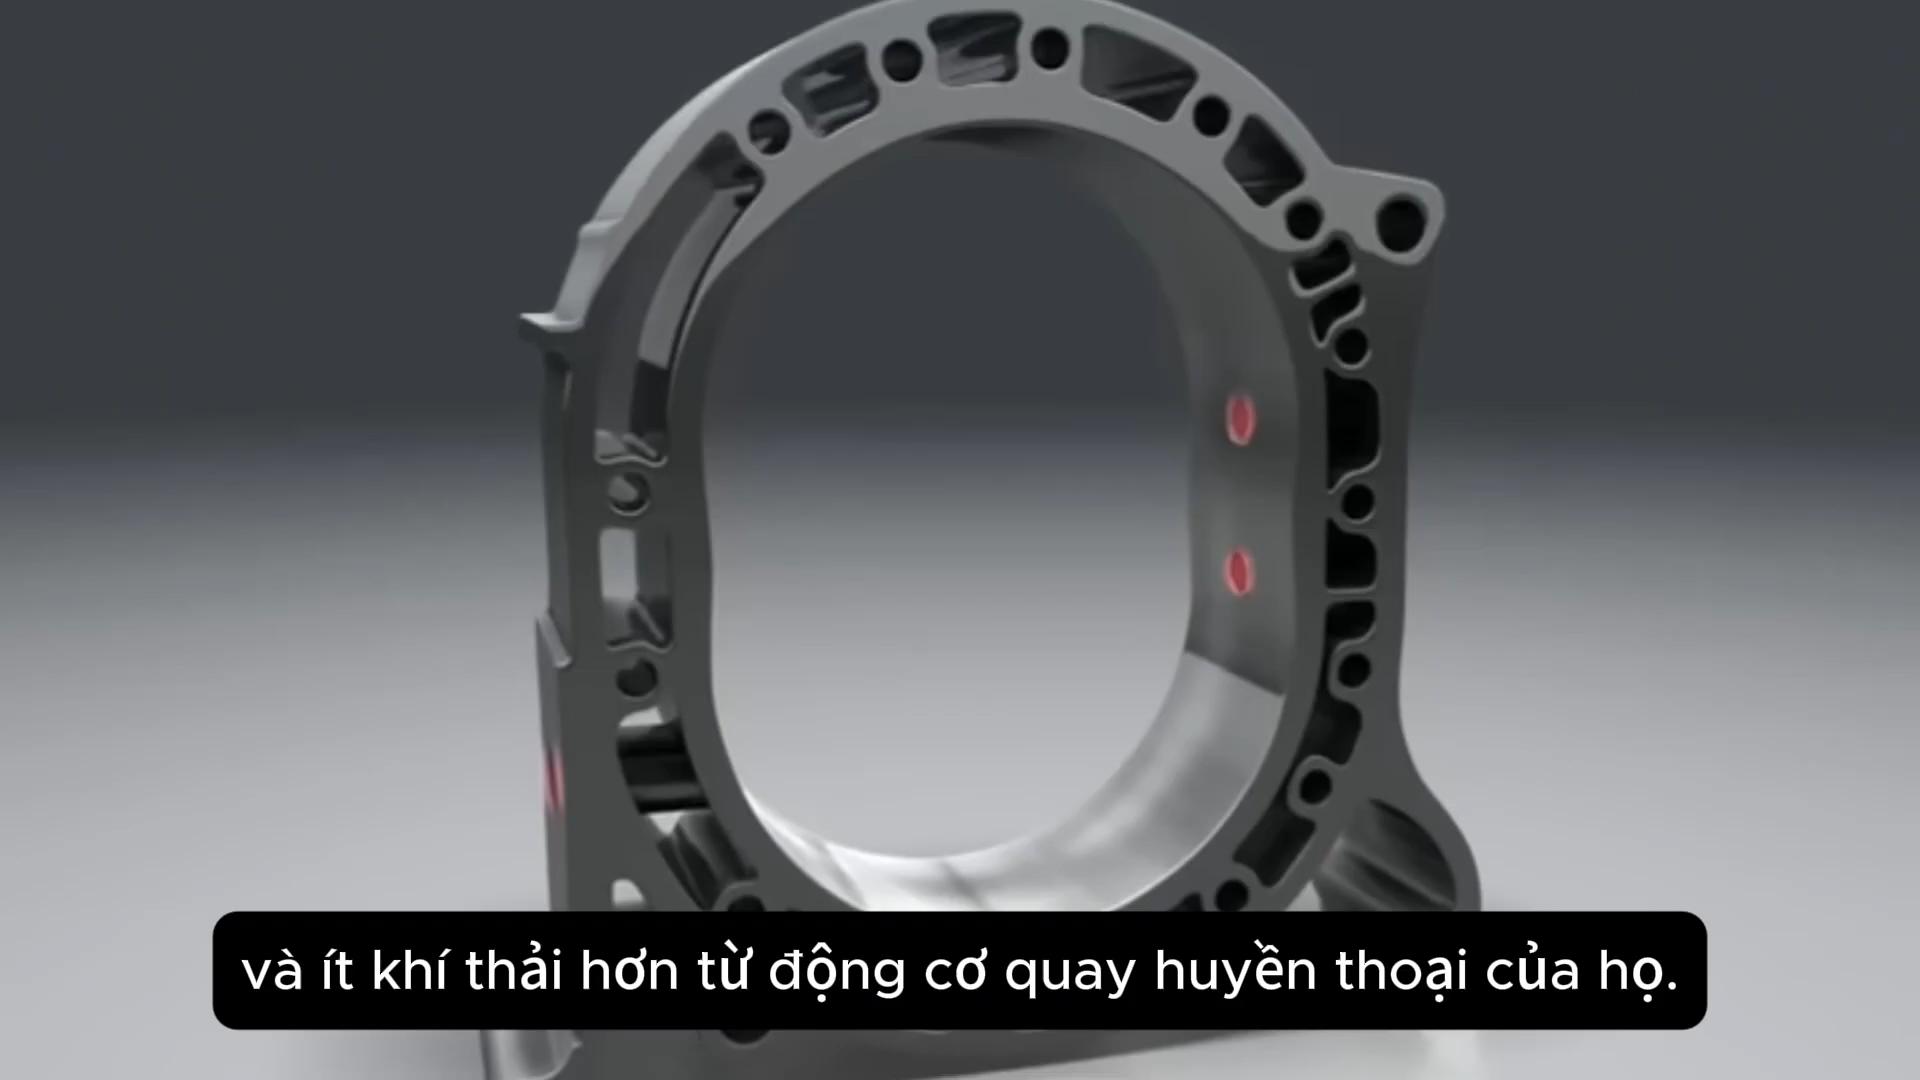 và ít khí thải hơn từ động cơ quay huyền thoại của họ.